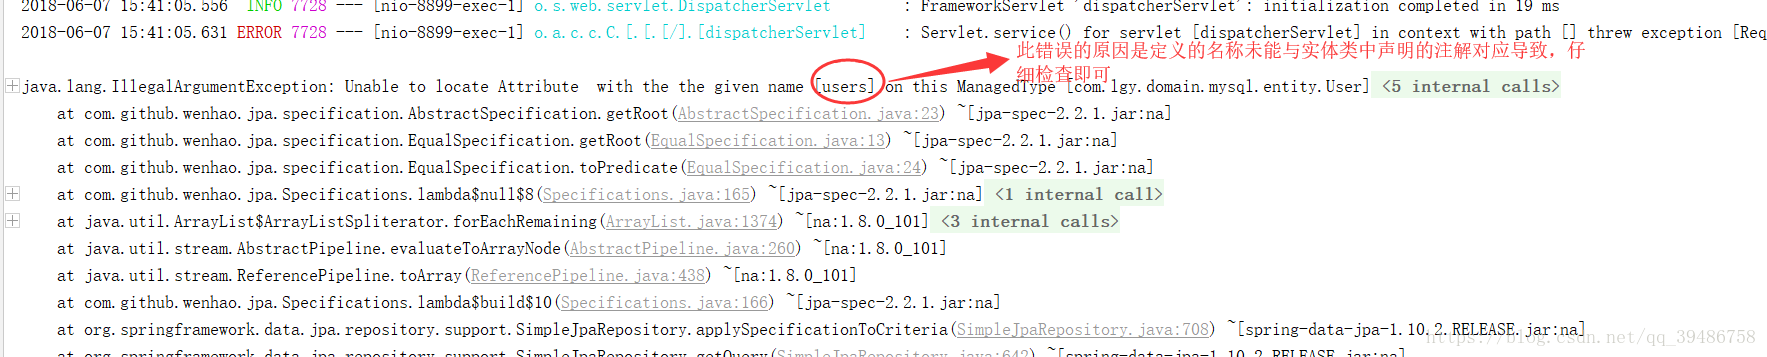 2018-06-07 15:41:05.556  INFO 7728 --- [nio-8899-exec-1] o.s.web.servlet.DispatcherServlet        : FrameworkServlet 'dispatcherServlet': initialization completed in 19 ms
2018-06-07 15:41:05.631 ERROR 7728 --- [nio-8899-exec-1] o.a.c.c.C.[.[.[/].[dispatcherServlet]    : Servlet.service() for servlet [dispatcherServlet] in context with path [] threw exception [Req
此错误的原因是定义的名称未能与实体类中声明的注解对应导致，仔
细检查即可
java.lang.IllegalArgumentException: Unable to locate Attribute  with the the given name [users] on this ManagedType [com.lgy.domain.mysql.entity.User] <5 internal calls>
at com.github.wenhao.jpa.specification.AbstractSpecification.getRoot(AbstractSpecification.java:23) ~[jpa-spec-2.2.1.jar:na]
at com.github.wenhao.jpa.specification.EqualSpecification.getRoot(EqualSpecification.java:13) ~[jpa-spec-2.2.1.jar:na]
at com.github.wenhao.jpa.specification.EqualSpecification.toPredicate(EqualSpecification.java:24) ~[jpa-spec-2.2.1.jar:na]
at com.github.wenhao.jpa.Specifications.lambda$null$8(Specifications.java:165) ~[jpa-spec-2.2.1.jar:na] <1 internal call>
at java.util.ArrayList$ArrayListSpliterator.forEachRemaining(ArrayList.java:1374) ~[na:1.8.0_101] <3 internal calls>
at java.util.stream.AbstractPipeline.evaluateToArrayNode(AbstractPipeline.java:260) ~[na:1.8.0_101]
at java.util.stream.ReferencePipeline.toArray(ReferencePipeline.java:438) ~[na:1.8.0_101]
at com.github.wenhao.jpa.Specifications.lambda$build$10(Specifications.java:166) ~[jpa-spec-2.2.1.jar:na]
at org.springframework.data.jpa.repository.support.SimpleJpaRepository.applySpecificationToCriteria(SimpleJpaRepository.java:708) ~[spring-data-jpa-1.10.2.RELEASE.jar:na]
https://blog.csdn.net/qq_39486758
at org.springframework.data.jpa.repository.support.SimpleJpaRepository.getQuery(SimpleJpaRepository.java:642) ~[spring-data-jpa-1.10.2.RELEASE.jar:na]